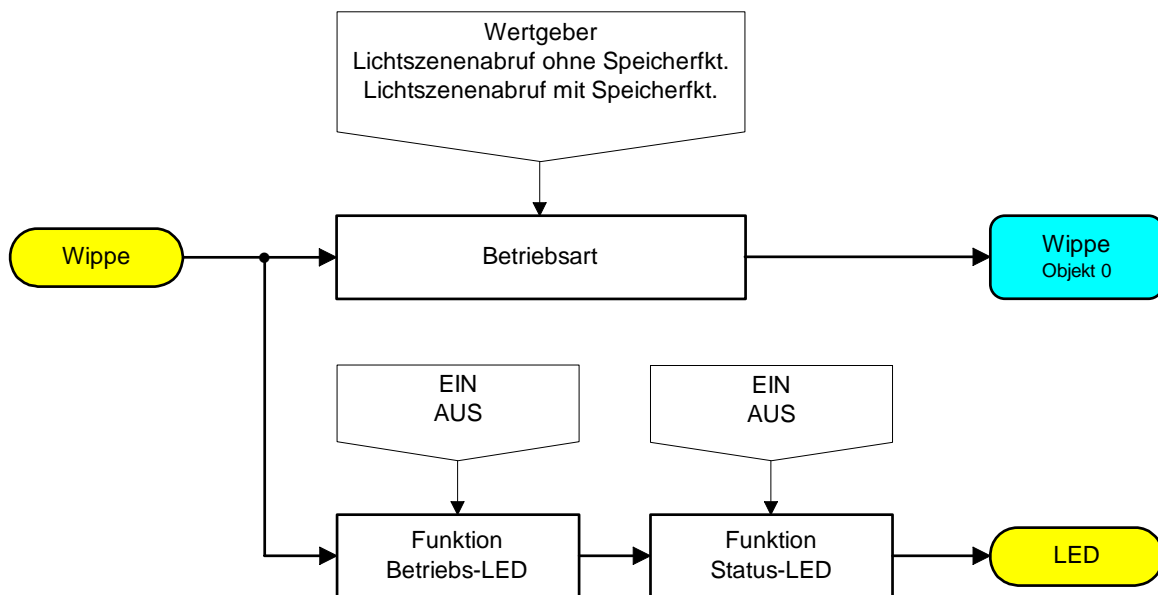 Wertgeber
Lichtszenenabruf ohne Speicherfkt.
Lichtszenenabruf mit Speicherfkt.
Wippe
Betriebsart
Wippe
Objekt 0
EIN
AUS
EIN
AUS
Funktion
Betriebs-LED
Funktion
Status-LED
LED